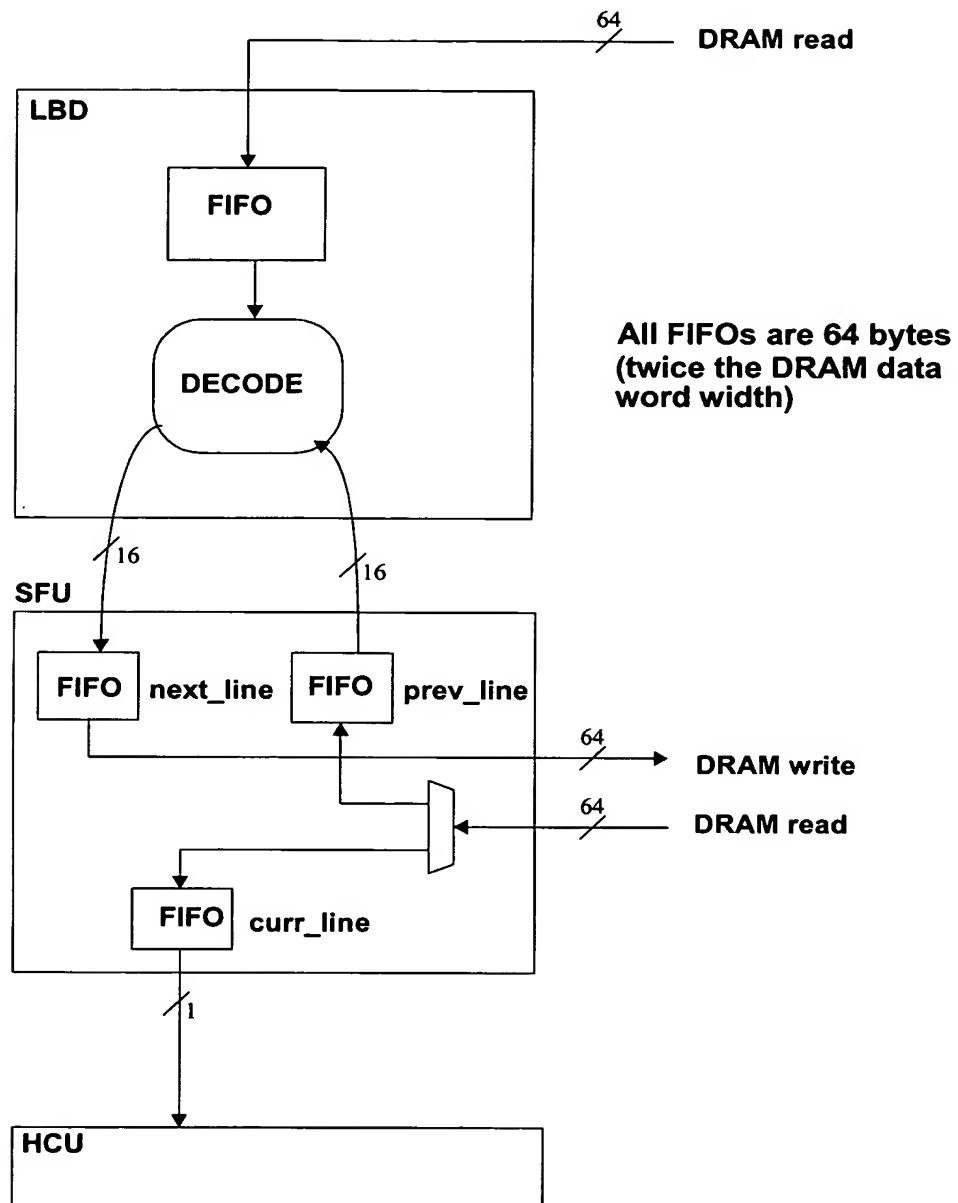 64
DRAM read
LBD
FIFO
DECODE
All FIFOs are 64 bytes
(twice the DRAM data
word width)
16
16
SFU
FIFO
next_line
FIFO
prev_line
64
DRAM write
64
DRAM read
FIFO
curr_line
1
HCU